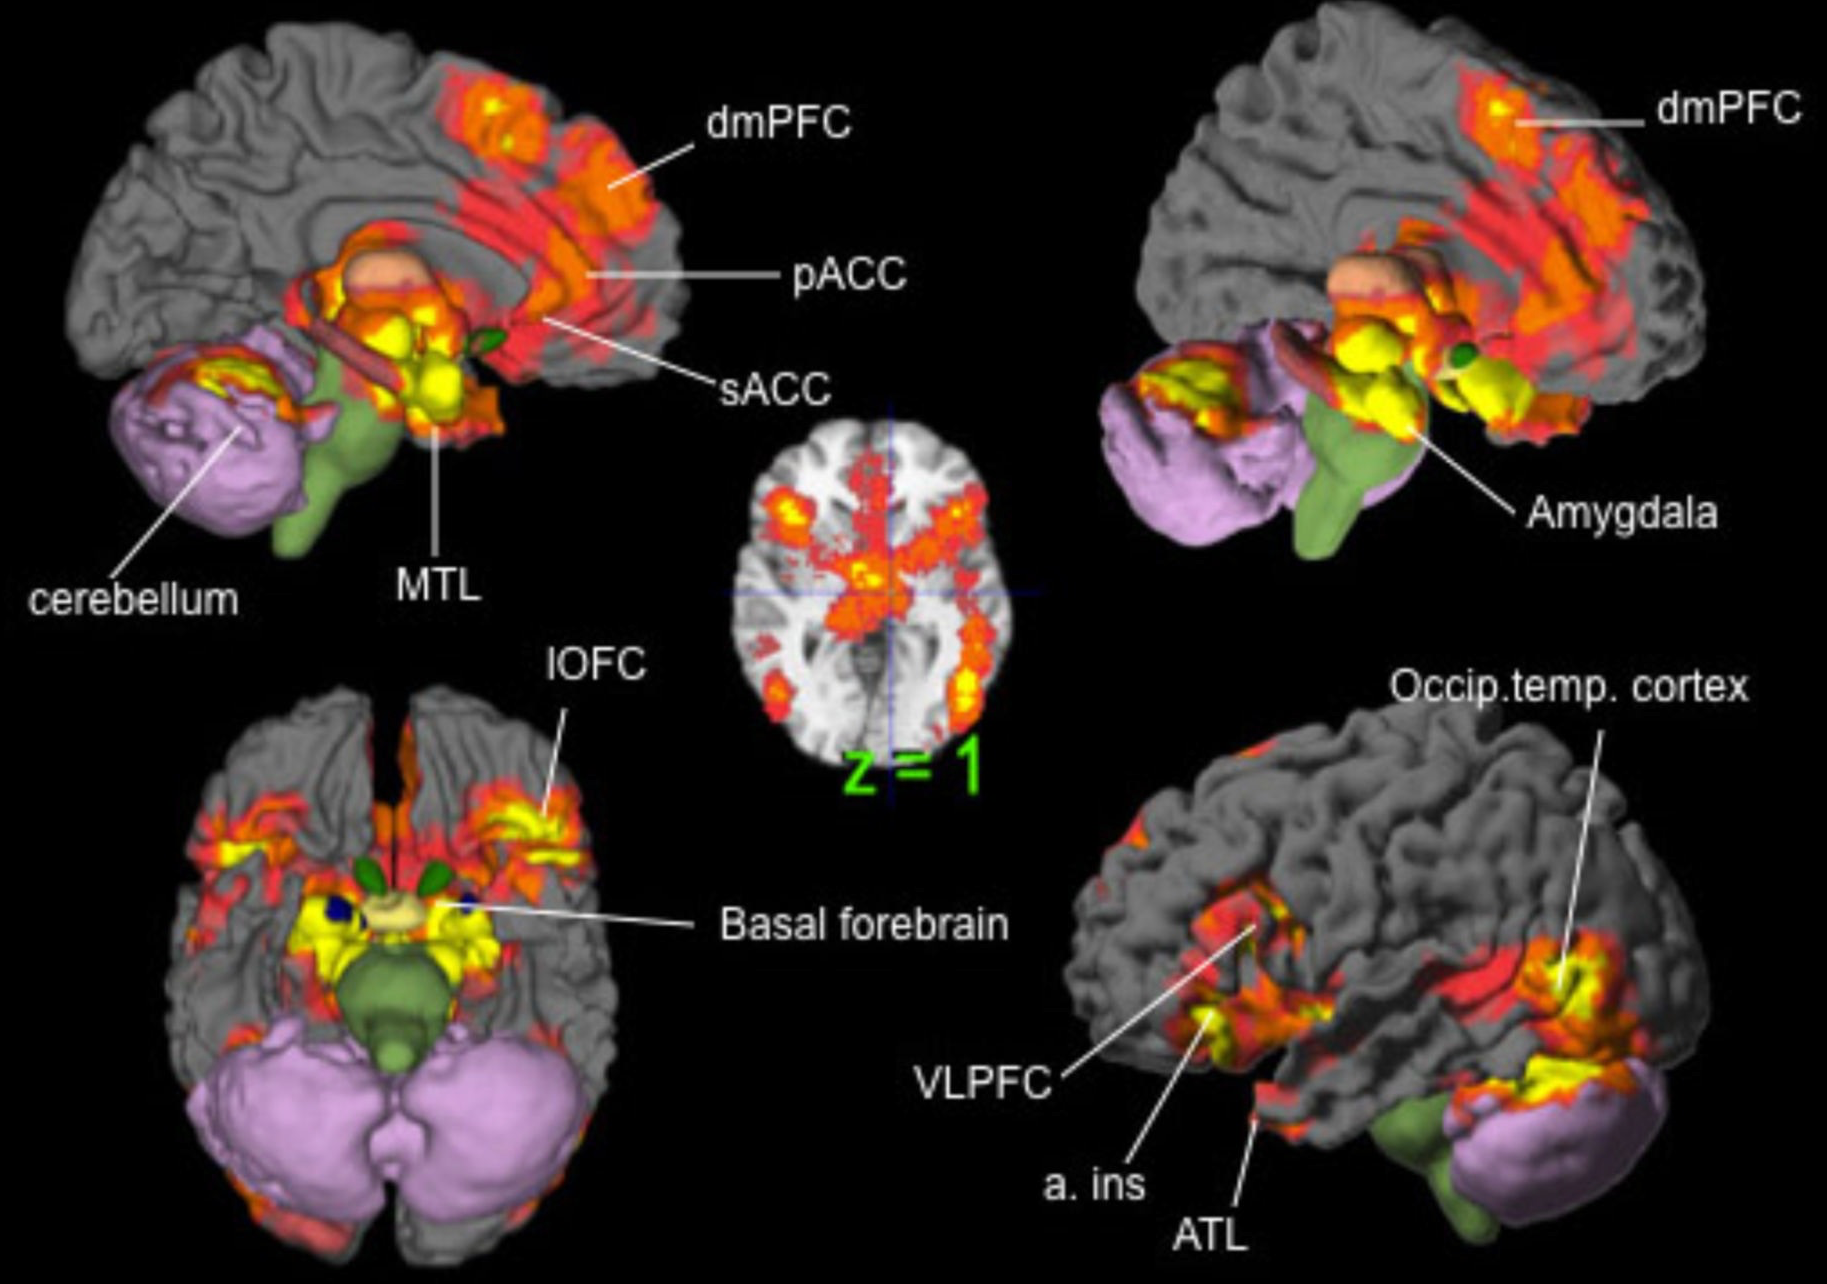 dmPFC
dmPFC
pACC
sACC
Amygdala
cerebellum
MTL
lOFC
z = 1
Occip.temp. cortex
Basal forebrain
VLPFC
a. ins
ATL